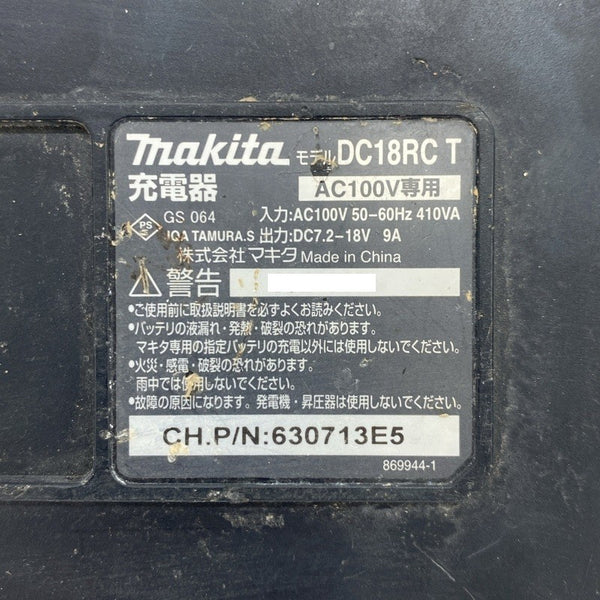 makita モデル DC18RC T
充電器 AC100V専用
PS E GS 064 入力:AC100V 50-60Hz 410VA
JQA TAMURA.S 出力:DC7.2-18V 9A
株式会社マキタ Made in China
警告
•ご使用前に取扱説明書を必ずよくお読みください。
•バッテリの液漏れ・発熱・破裂の恐れがあります。
マキタ専用の指定バッテリの充電以外には使用しないでください。
•火災・感電・破裂の恐れがあります。
雨中では使用しないでください。
•故障の原因になります。発電機・昇圧器は使用しないでください。
CH.P/N:630713E5
869944-1